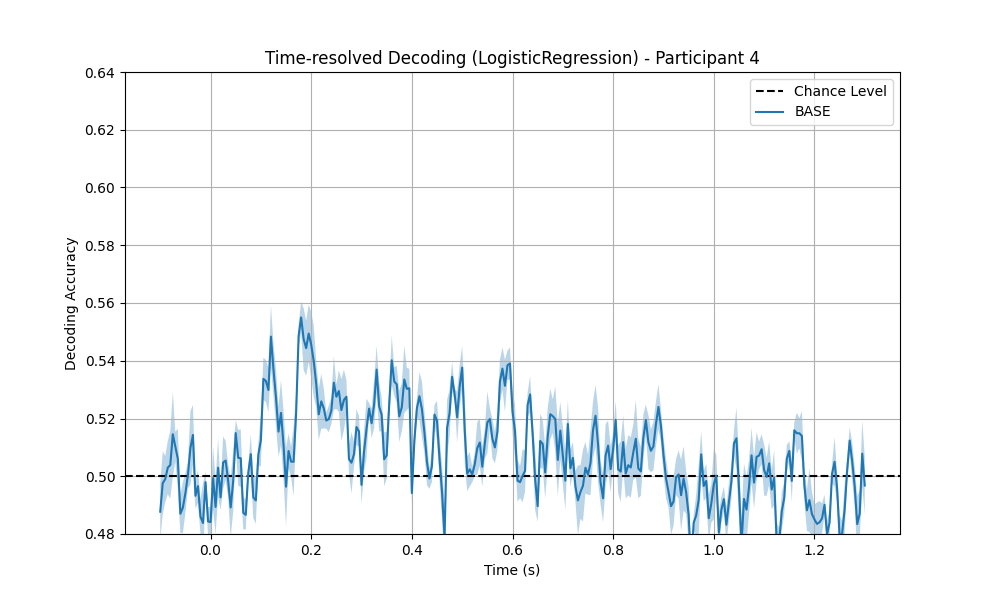 Time-resolved Decoding (LogisticRegression) - Participant 4
Chance Level
BASE
Decoding Accuracy
0.64
0.62
0.60
0.58
0.56
0.54
0.52
0.50
0.48
0.0 0.2 0.4 0.6 0.8 1.0 1.2
Time (s)